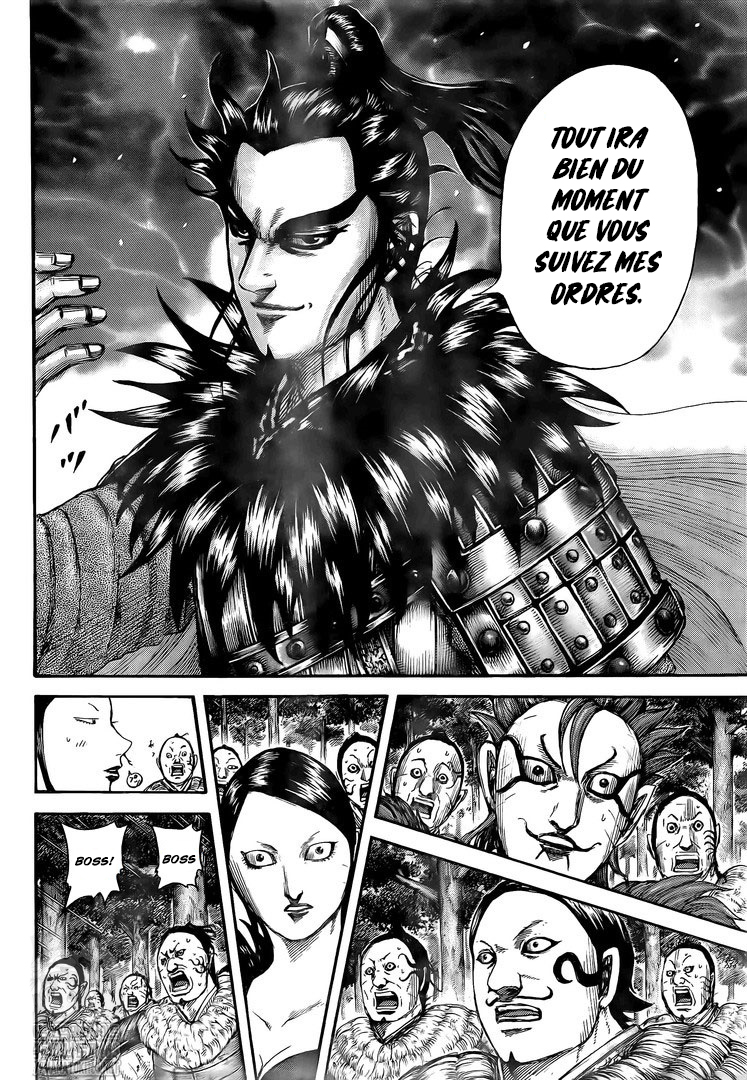 TOUT IRA
BIEN DU
MOMENT
QUE VOUS
SUIVEZ MES
ORDRES.
BOSS!
BOSS